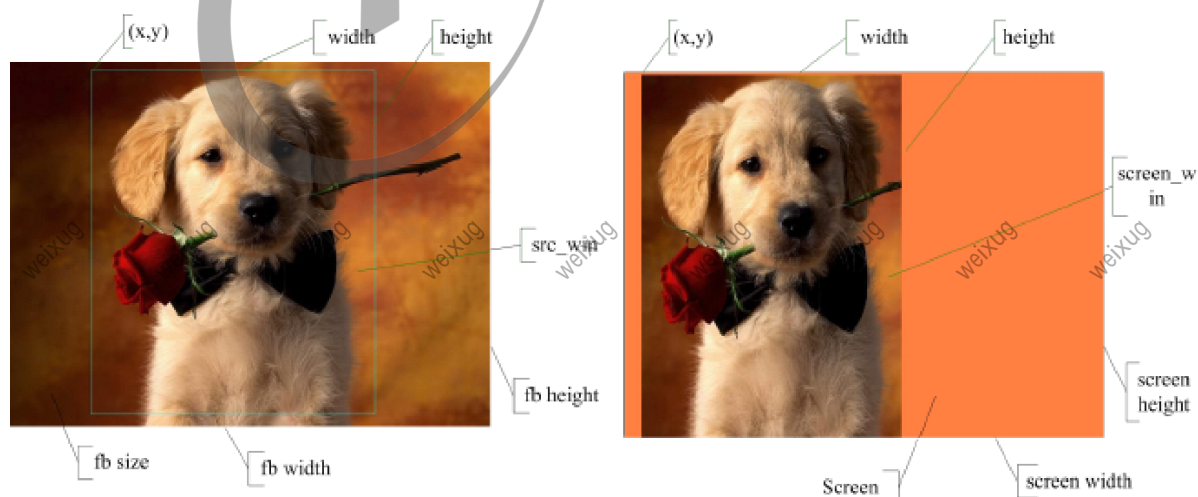 (x,y)
width
height
src_win
fb height
fb size
fb width
(x,y)
width
height
screen_w
in
screen
height
Screen
screen width
weixug
weixug
weixug
weixug
weixug
weixug
weixug
weixug
weixug